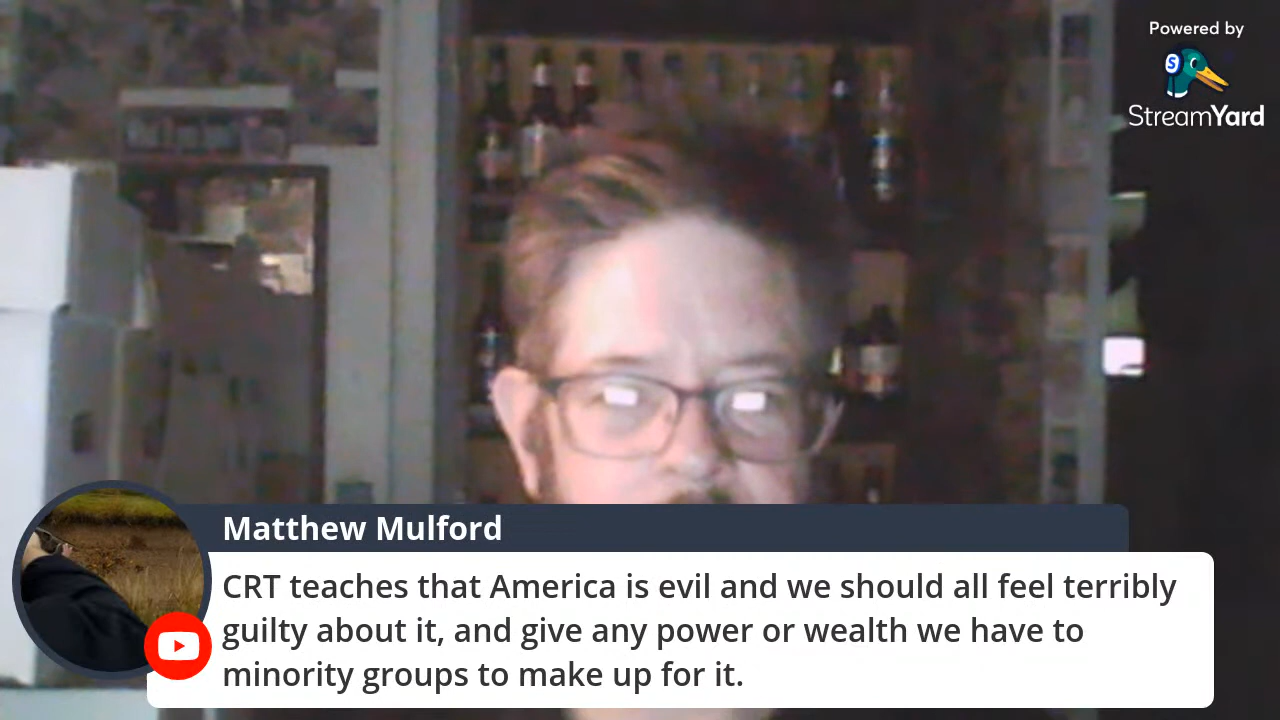 Powered by
StreamYard
Matthew Mulford
CRT teaches that America is evil and we should all feel terribly
guilty about it, and give any power or wealth we have to
minority groups to make up for it.